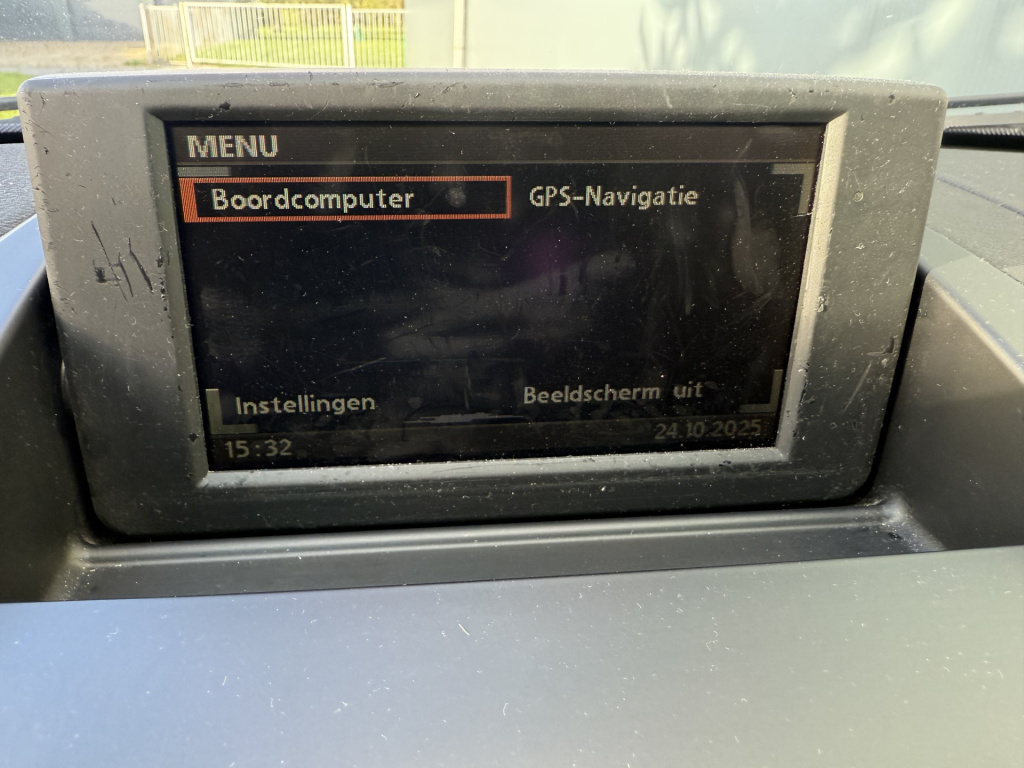 MENU
Boordcomputer GPS-Navigatie
Instellingen Beeldscherm uit
15:32 24.10.2025